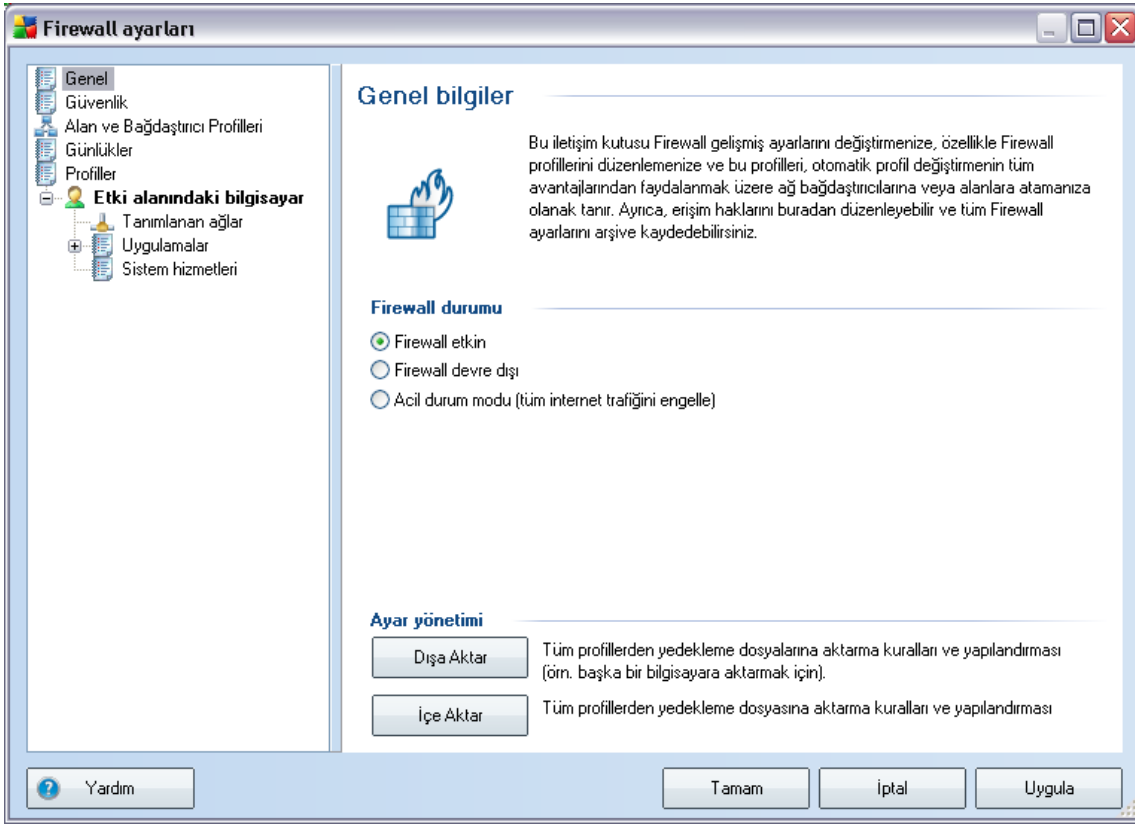 Firewall ayarları
Genel
Güvenlik
Alan ve Bağdaştırıcı Profilleri
Günlükler
Profiller
Etki alanındaki bilgisayar
Tanımlanan ağlar
Uygulamalar
Sistem hizmetleri
Genel bilgiler
Bu iletişim kutusu Firewall gelişmiş ayarlarını değiştirmenize, özellikle Firewall
profillerini düzenlemenize ve bu profilleri, otomatik profil değiştirmenin tüm
avantajlarından faydalanmak üzere ağ bağdaştırıcılarına veya alanlara atamanıza
olanak tanır. Ayrıca, erişim haklarını buradan düzenleyebilir ve tüm Firewall
ayarlarını arşive kaydedebilirsiniz.
Firewall durumu
Firewall etkin
Firewall devre dışı
Acil durum modu (tüm internet trafiğini engelle)
Ayar yönetimi
Dışa Aktar
Tüm profillerden yedekleme dosyalarına aktarma kuralları ve yapılandırması
(örn. başka bir bilgisayara aktarmak için).
İçe Aktar
Tüm profillerden yedekleme dosyasına aktarma kuralları ve yapılandırması
Yardım
Tamam
İptal
Uygula